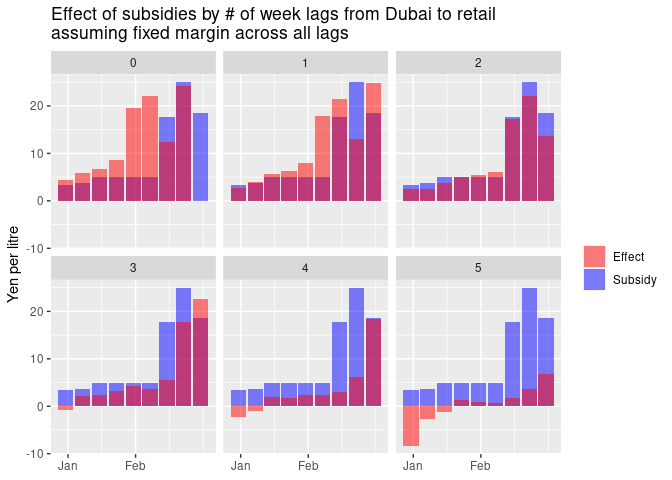 Effect of subsidies by # of week lags from Dubai to retail
assuming fixed margin across all lags
0
1
2
20
10
0
-10
Yen per litre
3
4
5
20
10
0
-10
Jan
Feb
Jan
Feb
Jan
Feb
Effect
Subsidy